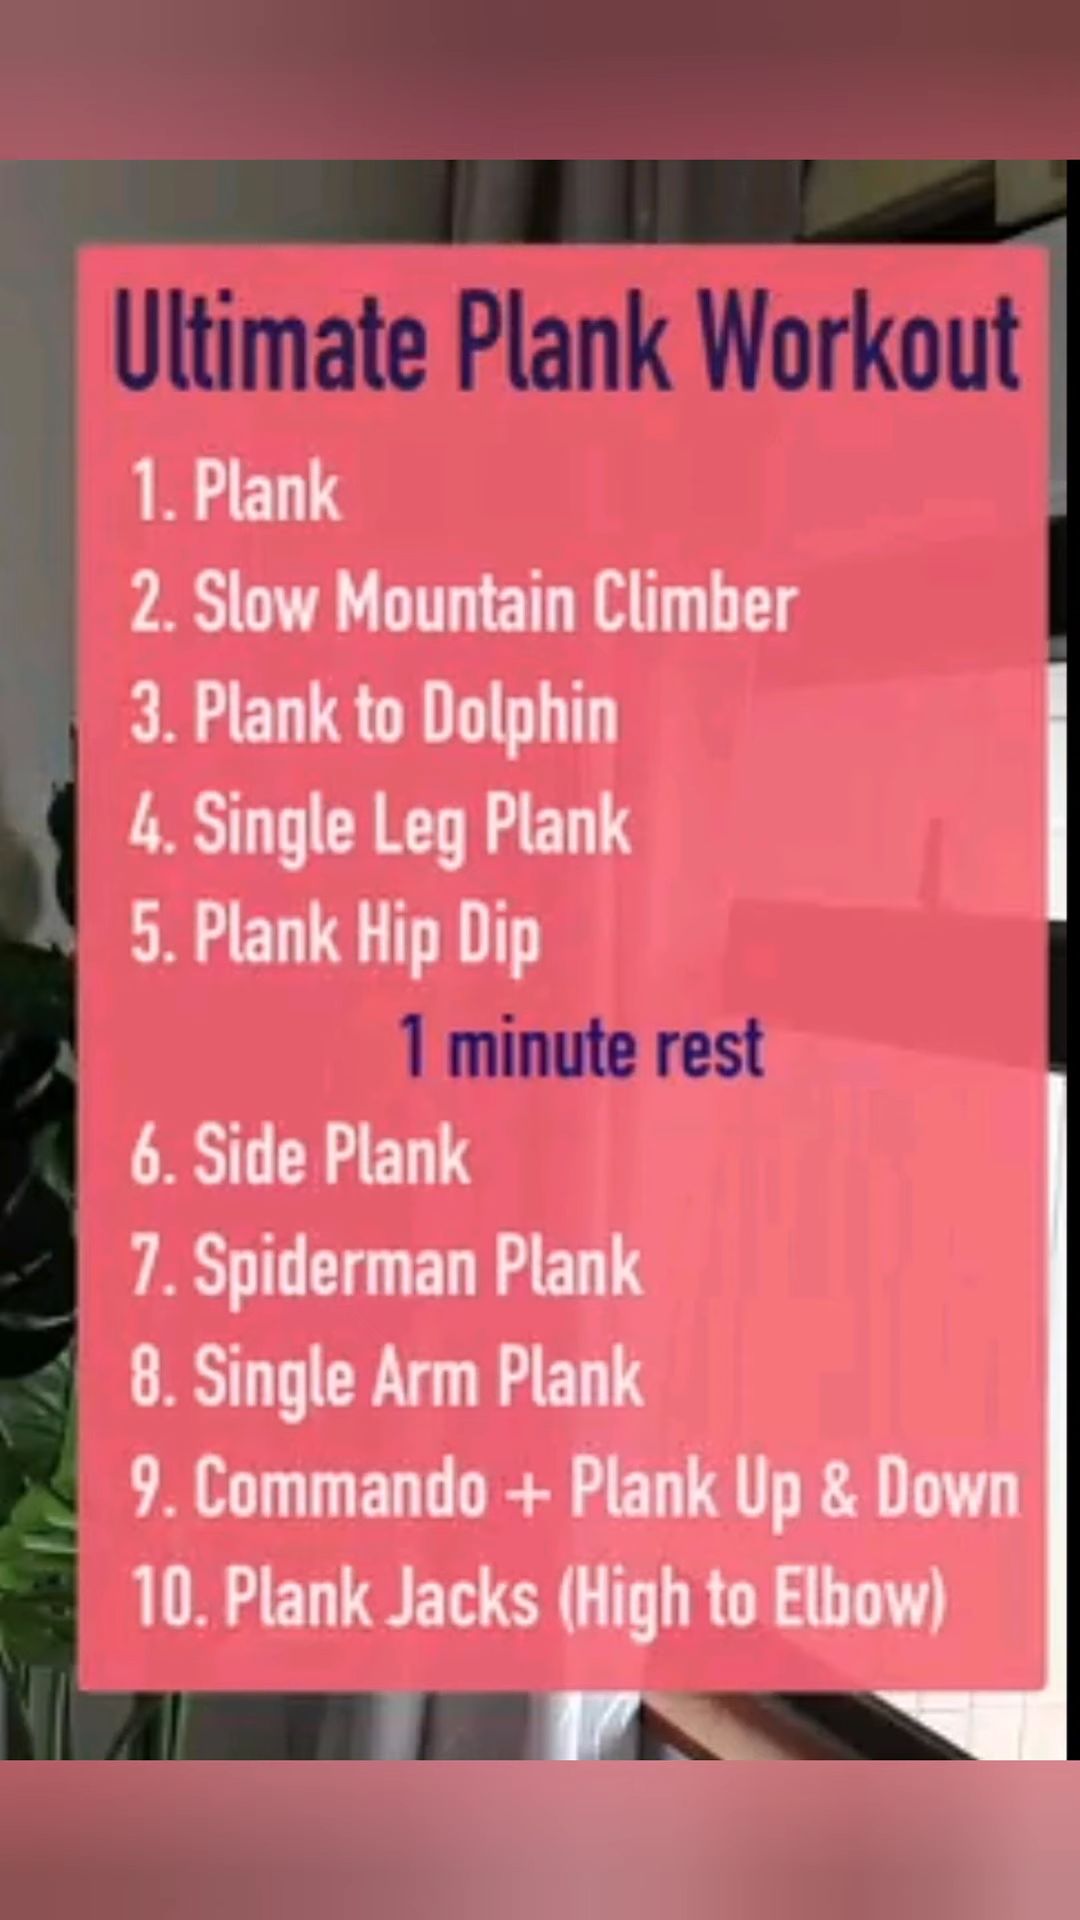 Ultimate Plank Workout
1. Plank
2. Slow Mountain Climber
3. Plank to Dolphin
4. Single Leg Plank
5. Plank Hip Dip
1 minute rest
6. Side Plank
7. Spiderman Plank
8. Single Arm Plank
9. Commando + Plank Up & Down
10. Plank Jacks (High to Elbow)